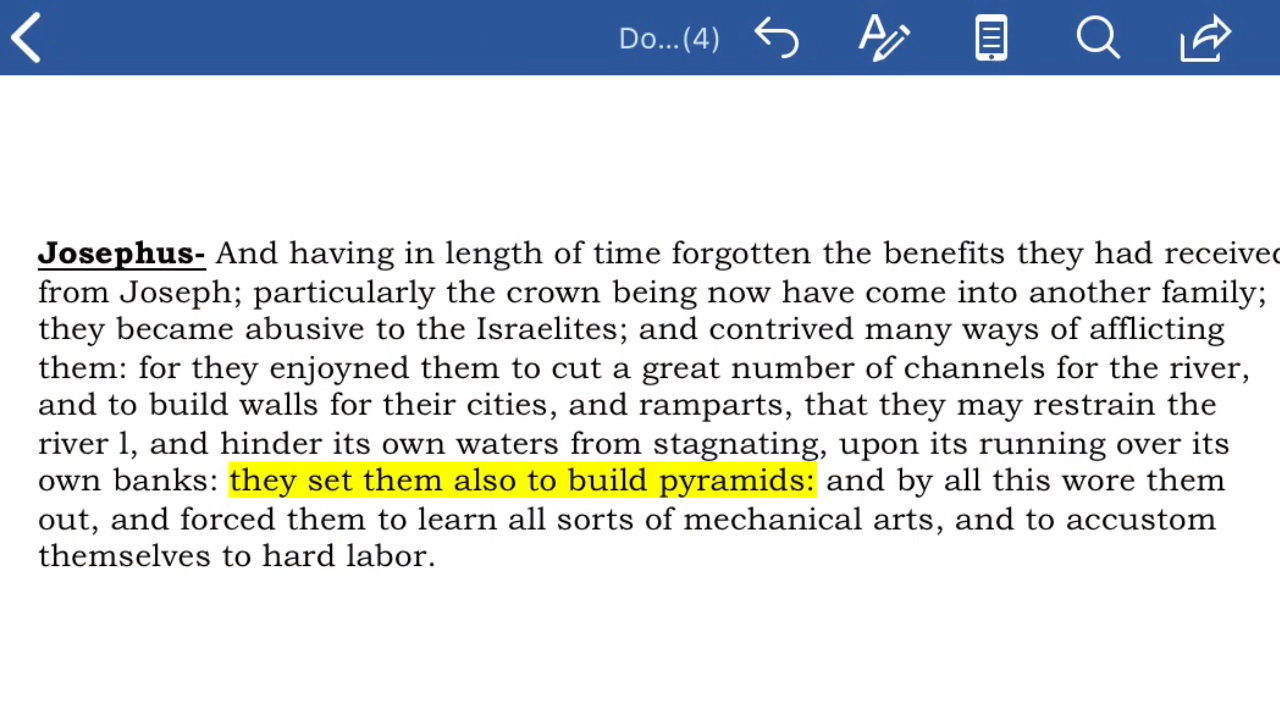 Do...(4)
Josephus- And having in length of time forgotten the benefits they had received
from Joseph; particularly the crown being now have come into another family;
they became abusive to the Israelites; and contrived many ways of afflicting
them: for they enjoyned them to cut a great number of channels for the river,
and to build walls for their cities, and ramparts, that they may restrain the
river l, and hinder its own waters from stagnating, upon its running over its
own banks: they set them also to build pyramids: and by all this wore them
out, and forced them to learn all sorts of mechanical arts, and to accustom
themselves to hard labor.